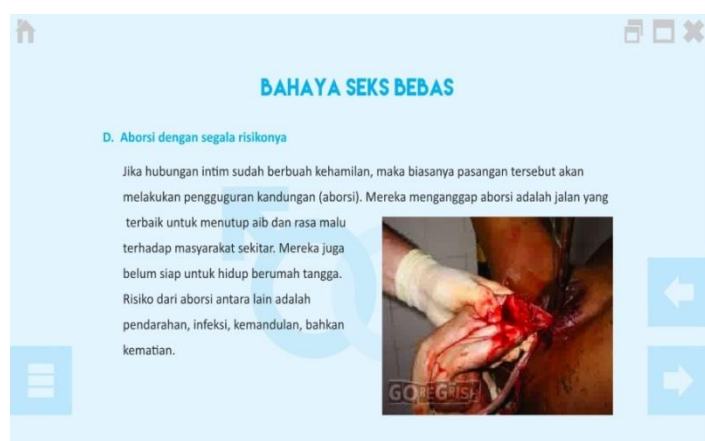 BAHAYA SEKS BEBAS
D. Aborsi dengan segala risikonya
Jika hubungan intim sudah berbuah kehamilan, maka biasanya pasangan tersebut akan
melakukan pengguguran kandungan (aborsi). Mereka menganggap aborsi adalah jalan yang
terbaik untuk menutup aib dan rasa malu
terhadap masyarakat sekitar. Mereka juga
belum siap untuk hidup berumah tangga.
Risiko dari aborsi antara lain adalah
pendarahan, infeksi, kemandulan, bahkan
kematian.
GOREGRISH